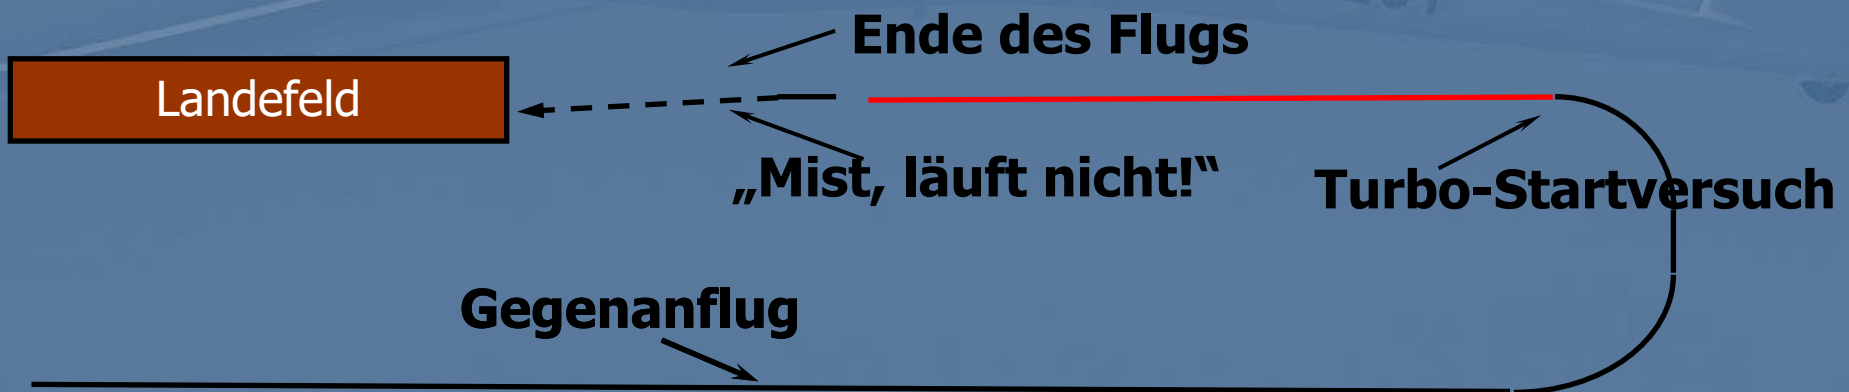 Ende des Flugs
Landefeld
„Mist, läuft nicht!“
Turbo-Startversuch
Gegenanflug